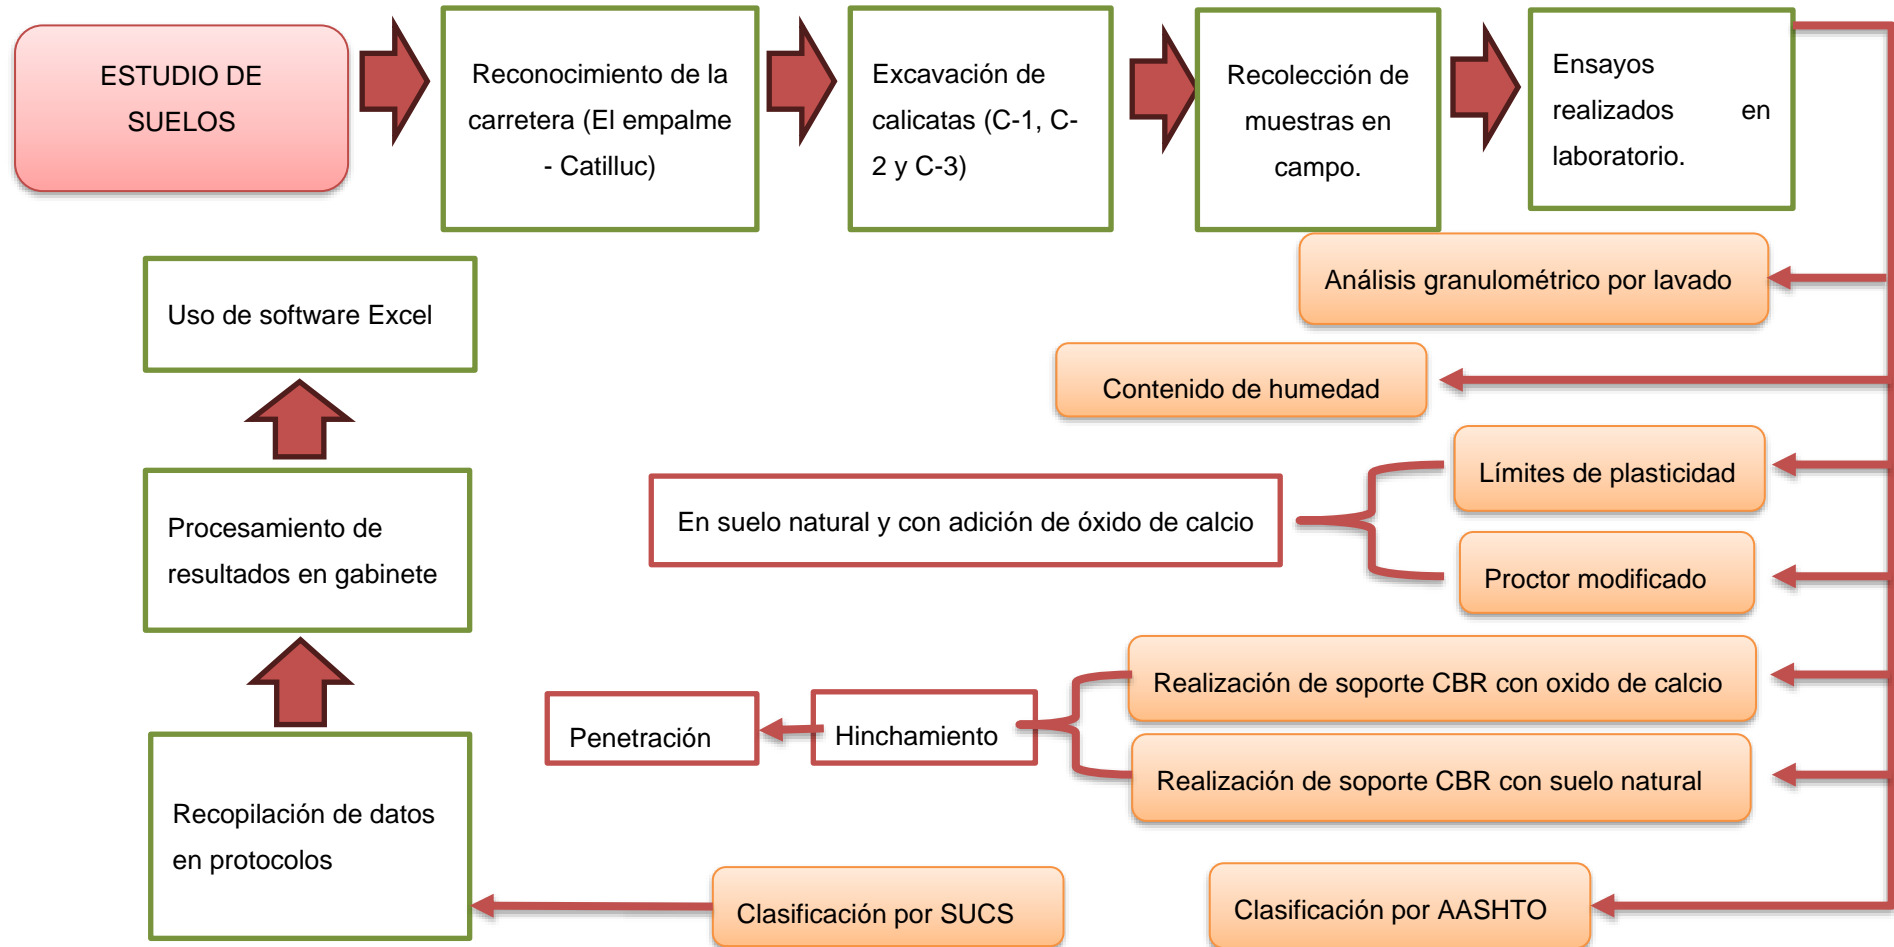 ESTUDIO DE
SUELOS
Reconocimiento de la
carretera (El empalme
- Catilluc)
Excavación de
calicatas (C-1, C-
2 y C-3)
Recolección de
muestras en
campo.
Ensayos
realizados en
laboratorio.
Análisis granulométrico por lavado
Contenido de humedad
Límites de plasticidad
En suelo natural y con adición de óxido de calcio
Proctor modificado
Realización de soporte CBR con oxido de calcio
Penetración
Hinchamiento
Realización de soporte CBR con suelo natural
Clasificación por AASHTO
Clasificación por SUCS
Recopilación de datos
en protocolos
Procesamiento de
resultados en gabinete
Uso de software Excel